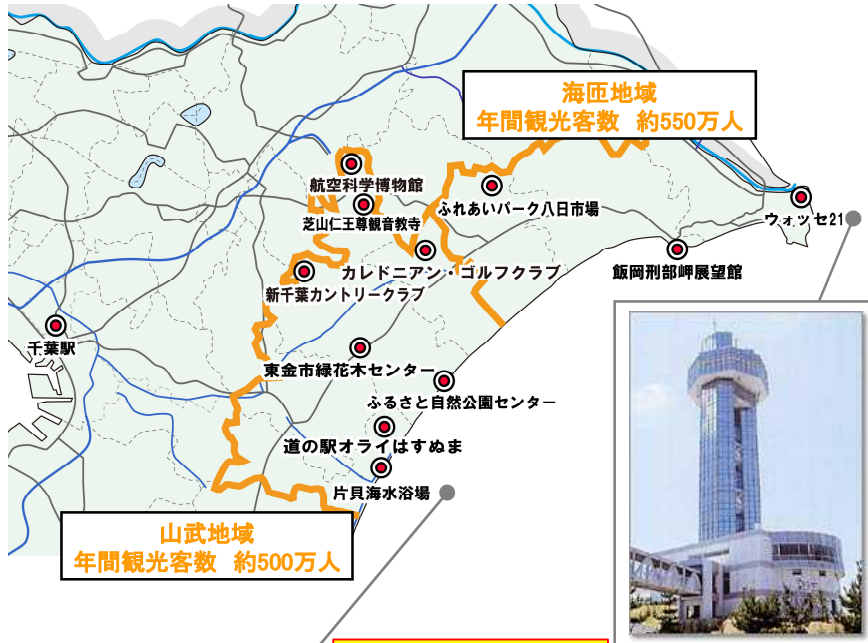 海匝地域
年間観光客数 約550万人
航空科学博物館
芝山仁王尊観音教寺
ふれあいパーク八日市場
ウォッセ21
カレドニアン・ゴルフクラブ
飯岡刑部岬展望館
新千葉カントリークラブ
千葉駅
東金市緑花木センター
ふるさと自然公園センター
道の駅オライはすぬま
片貝海水浴場
山武地域
年間観光客数 約500万人